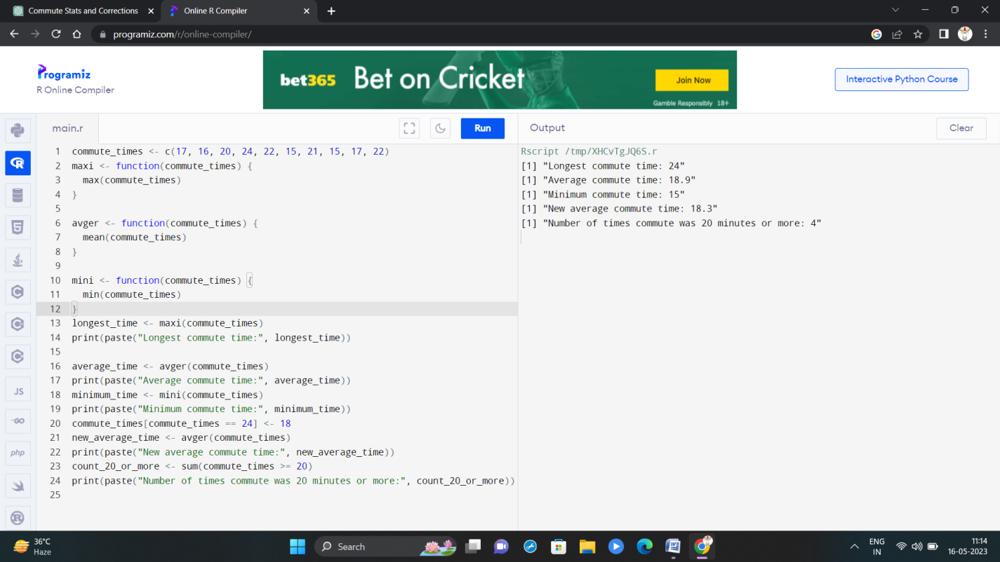 Commute Stats and Corrections
Online R Compiler
programiz.com/r/online-compiler/
Programiz
R Online Compiler
bet365
Bet on Cricket
Join Now
Gamble Responsibly 18+
Interactive Python Course
main.r
Run
Output
Clear
1 commute_times <- c(17, 16, 20, 24, 22, 15, 21, 15, 17, 22)
2 maxi <- function(commute_times) {
3   max(commute_times)
4 }
5
6 avger <- function(commute_times) {
7   mean(commute_times)
8 }
9
10 mini <- function(commute_times) {
11   min(commute_times)
12 }
13 longest_time <- maxi(commute_times)
14 print(paste("Longest commute time:", longest_time))
15
16 average_time <- avger(commute_times)
17 print(paste("Average commute time:", average_time))
18 minimum_time <- mini(commute_times)
19 print(paste("Minimum commute time:", minimum_time))
20 commute_times[commute_times == 24] <- 18
21 new_average_time <- avger(commute_times)
22 print(paste("New average commute time:", new_average_time))
23 count_20_or_more <- sum(commute_times >= 20)
24 print(paste("Number of times commute was 20 minutes or more:", count_20_or_more))
25
Rscript /tmp/XHCvTgJQ6S.r
[1] "Longest commute time: 24"
[1] "Average commute time: 18.9"
[1] "Minimum commute time: 15"
[1] "New average commute time: 18.3"
[1] "Number of times commute was 20 minutes or more: 4"
JS
GO
php
36°C
Haze
Search
ENG
IN
11:14
16-05-2023